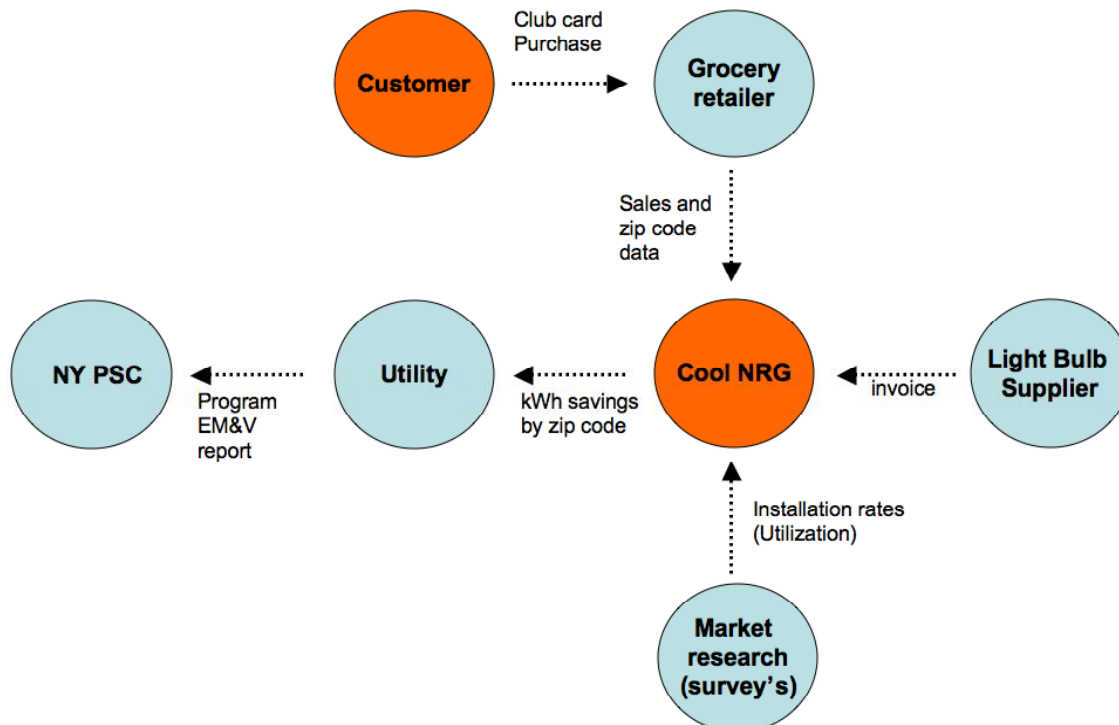 Club card
Purchase
Customer
Grocery
retailer
Sales and
zip code
data
NY PSC
Utility
Cool NRG
Light Bulb
Supplier
Program
EM&V
report
kWh savings
by zip code
invoice
Installation rates
(Utilization)
Market
research
(survey's)